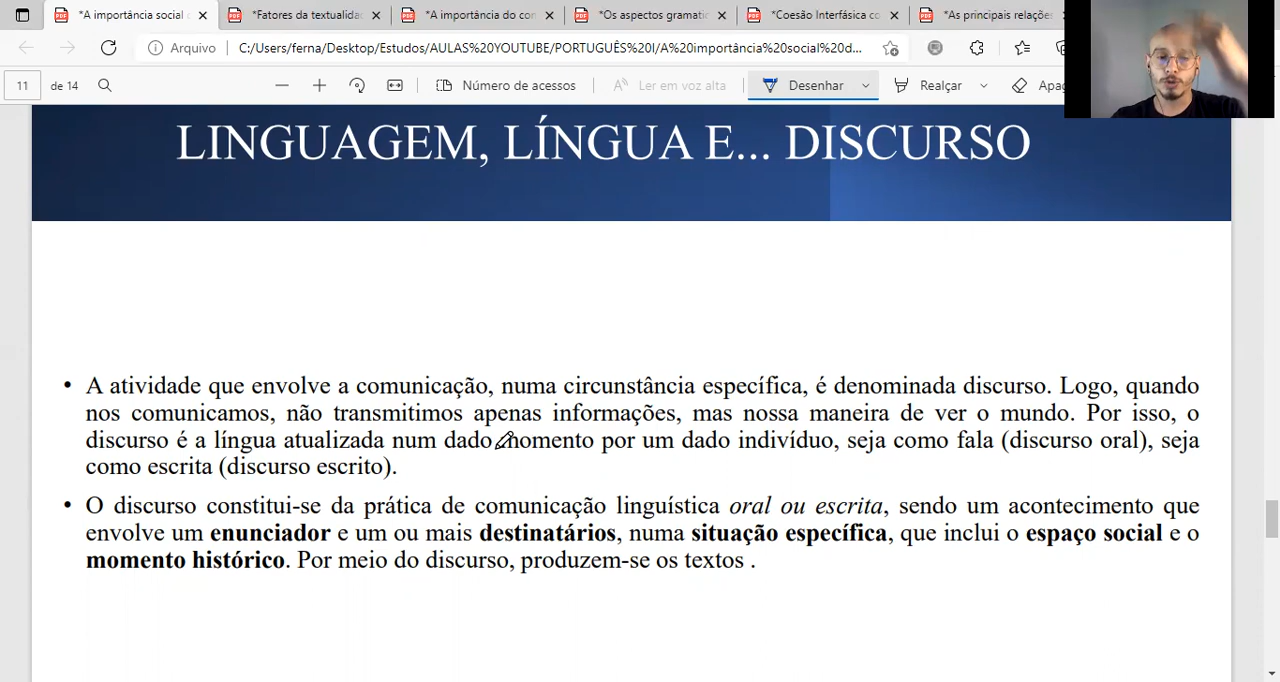 *A importância social
*Fatores da textualida
*A importância do con
*Os aspectos gramatic
*Coesão Interfásica co
*As principais relações
Arquivo
C:/Users/ferna/Desktop/Estudos/AULAS%20YOUTUBE/PORTUGUÊS%20I/A%20importância%20social%20d...
11 de 14
Número de acessos
Ler em voz alta
Desenhar
Realçar
Apag
LINGUAGEM, LÍNGUA E... DISCURSO
• A atividade que envolve a comunicação, numa circunstância específica, é denominada discurso. Logo, quando
nos comunicamos, não transmitimos apenas informações, mas nossa maneira de ver o mundo. Por isso, o
discurso é a língua atualizada num dado momento por um dado indivíduo, seja como fala (discurso oral), seja
como escrita (discurso escrito).
• O discurso constitui-se da prática de comunicação linguística oral ou escrita, sendo um acontecimento que
envolve um enunciador e um ou mais destinatários, numa situação específica, que inclui o espaço social e o
momento histórico. Por meio do discurso, produzem-se os textos .